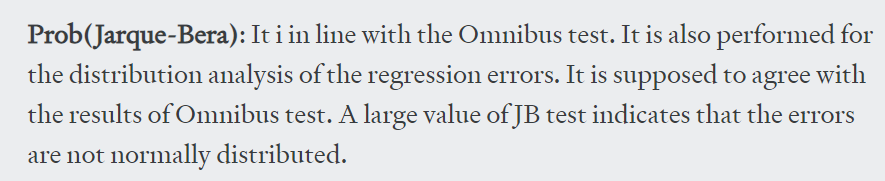 Prob(Jarque-Bera): It i in line with the Omnibus test. It is also performed for
the distribution analysis of the regression errors. It is supposed to agree with
the results of Omnibus test. A large value of JB test indicates that the errors
are not normally distributed.